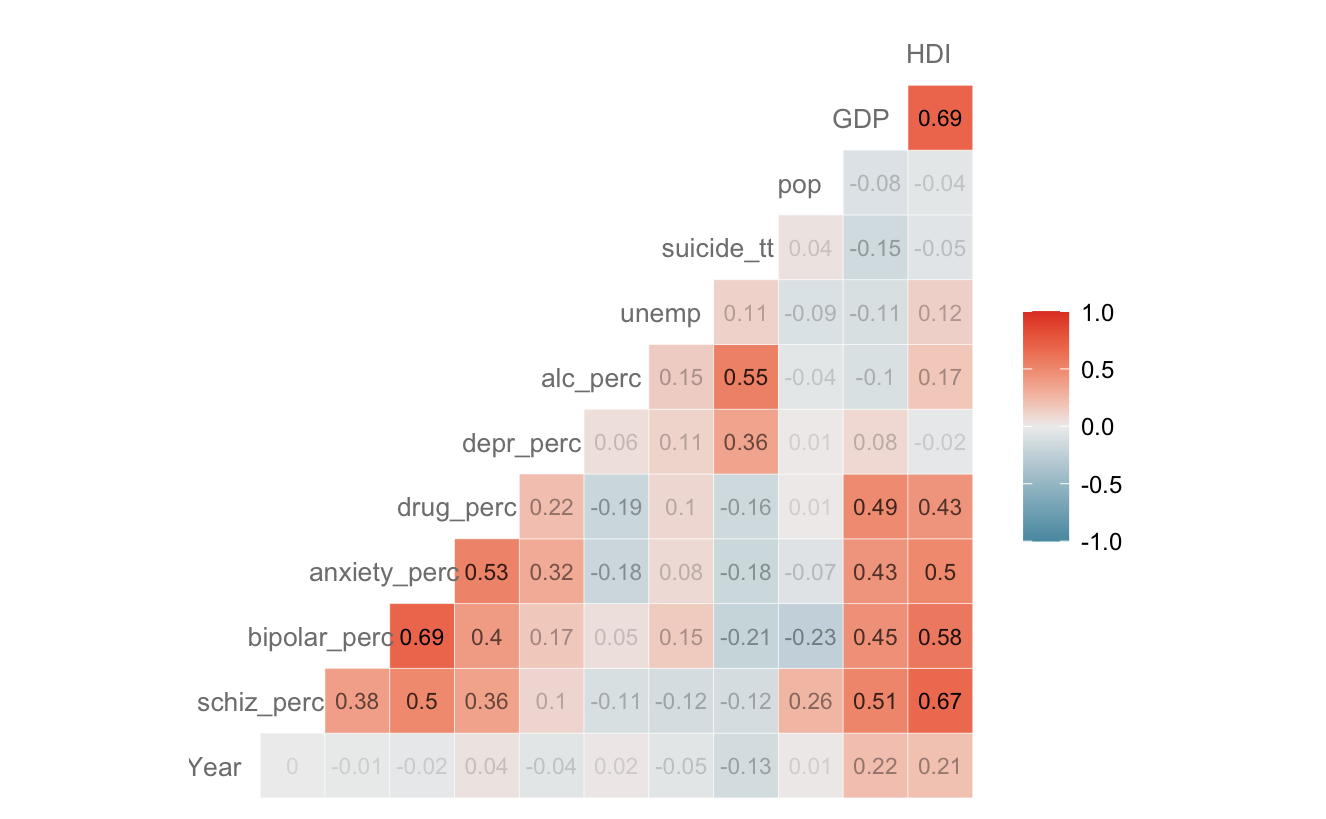 HDI
GDP 0.69
pop -0.08 -0.04
suicide_tt 0.04 -0.15 -0.05
unemp 0.11 -0.09 -0.11 0.12
1.0
alc_perc 0.15 0.55 -0.04 -0.1 0.17
0.5
depr_perc 0.06 0.11 0.36 0.01 0.08 -0.02
0.0
drug_perc 0.22 -0.19 0.1 -0.16 0.01 0.49 0.43
-0.5
anxiety_perc 0.53 0.32 -0.18 0.08 -0.18 -0.07 0.43 0.5
-1.0
bipolar_perc 0.69 0.4 0.17 0.05 0.15 -0.21 -0.23 0.45 0.58
schiz_perc 0.38 0.5 0.36 0.1 -0.11 -0.12 -0.12 0.26 0.51 0.67
Year 0 -0.01 -0.02 0.04 -0.04 0.02 -0.05 -0.13 0.01 0.22 0.21